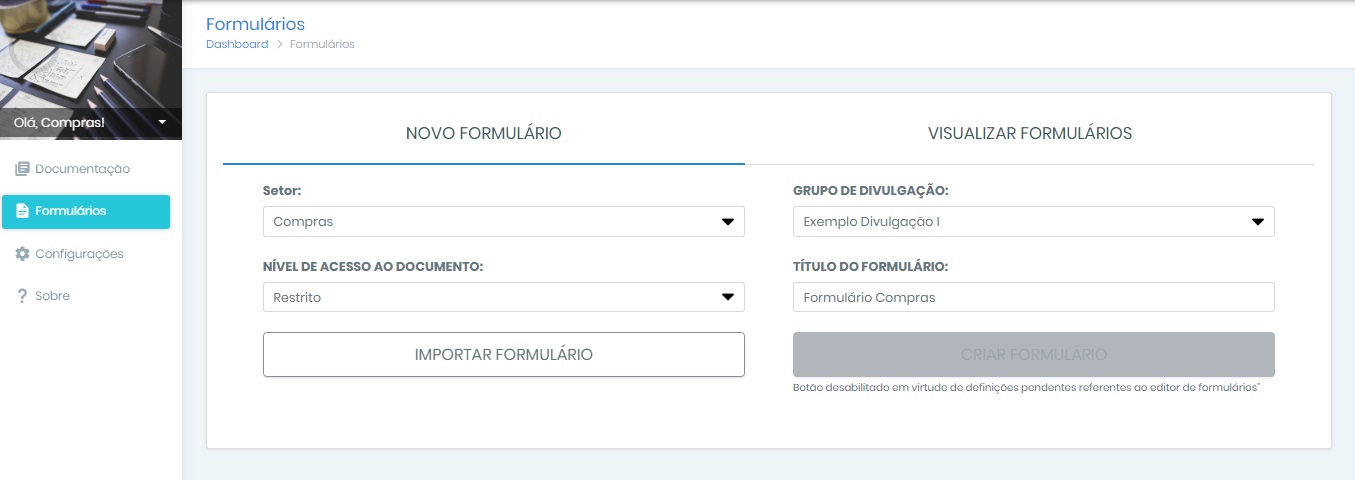 Olá, Compras!
Documentação
Formulários
Configurações
? Sobre
Formulários
Dashboard > Formulários
NOVO FORMULÁRIO
VISUALIZAR FORMULÁRIOS
Setor:
Compras
GRUPO DE DIVULGAÇÃO:
Exemplo Divulgação I
NÍVEL DE ACESSO AO DOCUMENTO:
Restrito
TÍTULO DO FORMULÁRIO:
Formulário Compras
IMPORTAR FORMULÁRIO
CRIAR FORMULÁRIO
Botão desabilitado em virtude de definições pendentes referentes ao editor de formulários"